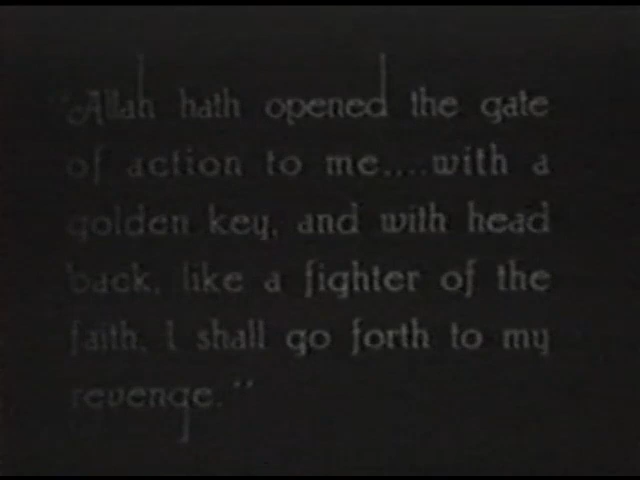 "Allah hath opened the gate
of action to me....with a
golden key, and with head
back, like a fighter of the
faith, I shall go forth to my
revenge."